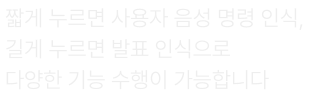 짧게 누르면 사용자 음성 명령 인식,
길게 누르면 발표 인식으로
다양한 기능 수행이 가능합니다